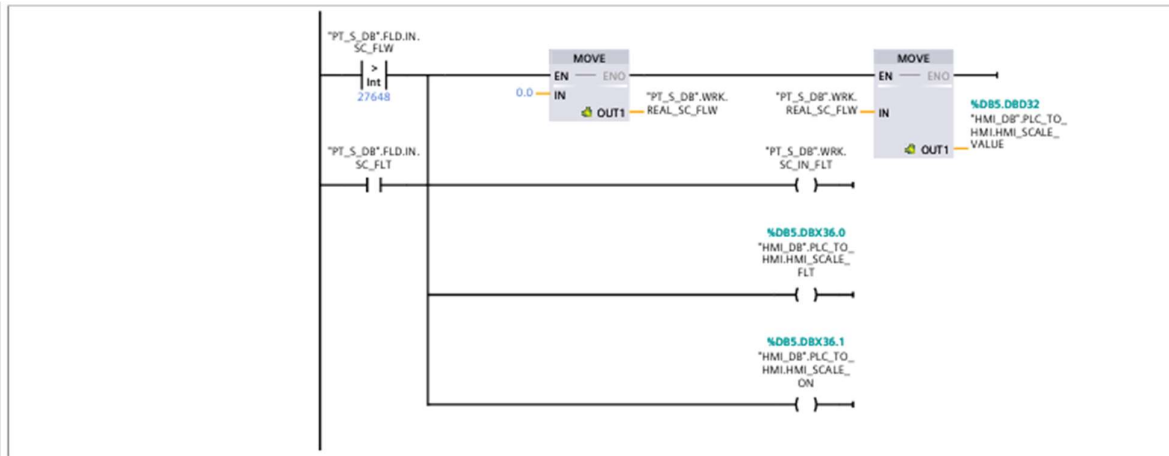 "PT_S_DB".FLD.IN.
SC_FLW
>
Int
27648
MOVE
EN
ENO
0.0
IN
OUT1
"PT_S_DB".WRK.
REAL_SC_FLW
MOVE
EN
ENO
"PT_S_DB".WRK.
REAL_SC_FLW
IN
OUT1
%DB5.DBD32
"HMI_DB".PLC_TO_
HMI.HMI_SCALE_
VALUE
"PT_S_DB".FLD.IN.
SC_FLT
"PT_S_DB".WRK.
SC_IN_FLT
%DB5.DBX36.0
"HMI_DB".PLC_TO_
HMI.HMI_SCALE_
FLT
%DB5.DBX36.1
"HMI_DB".PLC_TO_
HMI.HMI_SCALE_
ON